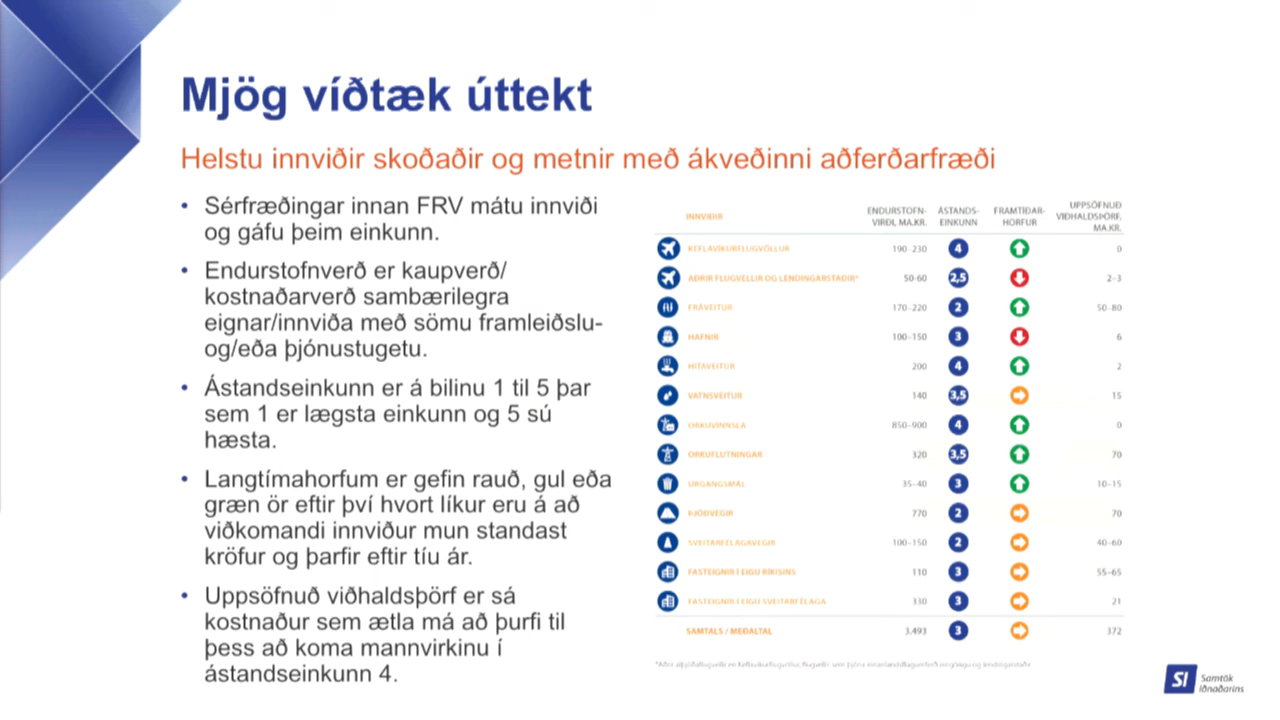 Mjög víðtæk úttekt
Helstu innviðir skoðaðir og metnir með ákveðinni aðferðarfræði
• Sérfræðingar innan FRV mátu innviði
og gáfu þeim einkunn.
• Endurstofnverð er kaupverð/
kostnaðarverð sambærilegra
eignar/innviða með sömu framleiðslu-
og/eða þjónustugetu.
• Ástandseinkunn er á bilinu 1 til 5 þar
sem 1 er lægsta einkunn og 5 sú
hæsta.
• Langtímahorfum er gefin rauð, gul eða
græn ör eftir því hvort líkur eru á að
viðkomandi innviður mun standast
kröfur og þarfir eftir tíu ár.
• Uppsöfnuð viðhaldsþörf er sá
kostnaður sem ætla má að þurfi til
þess að koma mannvirkinu í
ástandseinkunn 4.
INNVIÐIR ENDURSTOFN-VIRÐI, MA.KR. ÁSTANDS-EINKUNN FRAMTÍÐAR-HORFUR UPPSÖFNUÐ VIÐHALDSÞÖRF, MA.KR.
KEFLAVÍKURFLUGVÖLLUR 190-230 4 0
AÐRIR FLUGVELLIR OG LENDINGARSTAÐIR* 50-60 2,5 2–3
FRÁVEITUR 170–220 2 50–80
HAFNIR 100–150 3 6
HITAVEITUR 200 4 2
VATNSVEITUR 140 3,5 15
ORKUVINNSLA 850–900 4 0
ORKUFLUTNINGAR 320 3,5 70
ÚRGANGSMÁL 35–40 3 10–15
ÞJÓÐVEGIR 770 2 70
SVEITARFÉLAGAVEGIR 100–150 2 40–60
FASTEIGNIR Í EIGU RÍKISINS 110 3 55–65
FASTEIGNIR Í EIGU SVEITARFÉLAGA 330 3 21
SAMTALS / MEÐALTAL 3.493 3 372
SI Samtök
iðnaðarins